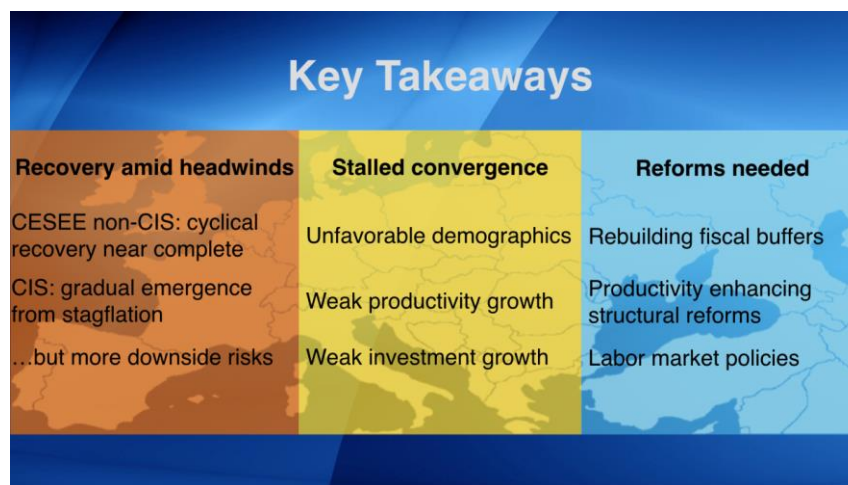 Key Takeaways
Recovery amid headwinds
CESEE non-CIS: cyclical
recovery near complete
CIS: gradual emergence
from stagflation
...but more downside risks
Stalled convergence
Unfavorable demographics
Weak productivity growth
Weak investment growth
Reforms needed
Rebuilding fiscal buffers
Productivity enhancing
structural reforms
Labor market policies